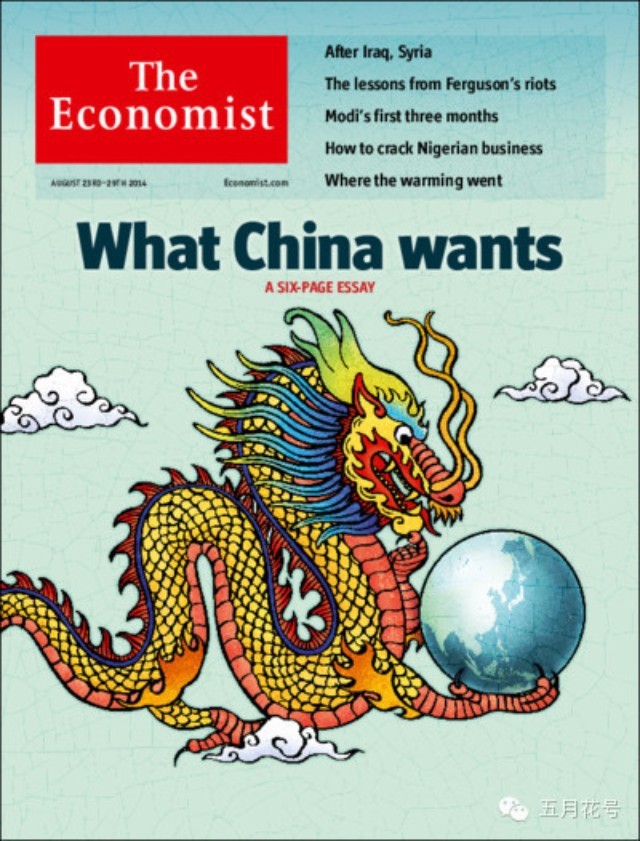 The
Economist
AUGUST 23RD–29TH 2014
Economist.com
After Iraq, Syria
The lessons from Ferguson's riots
Modi's first three months
How to crack Nigerian business
Where the warming went
What China wants
A SIX-PAGE ESSAY
五月花号